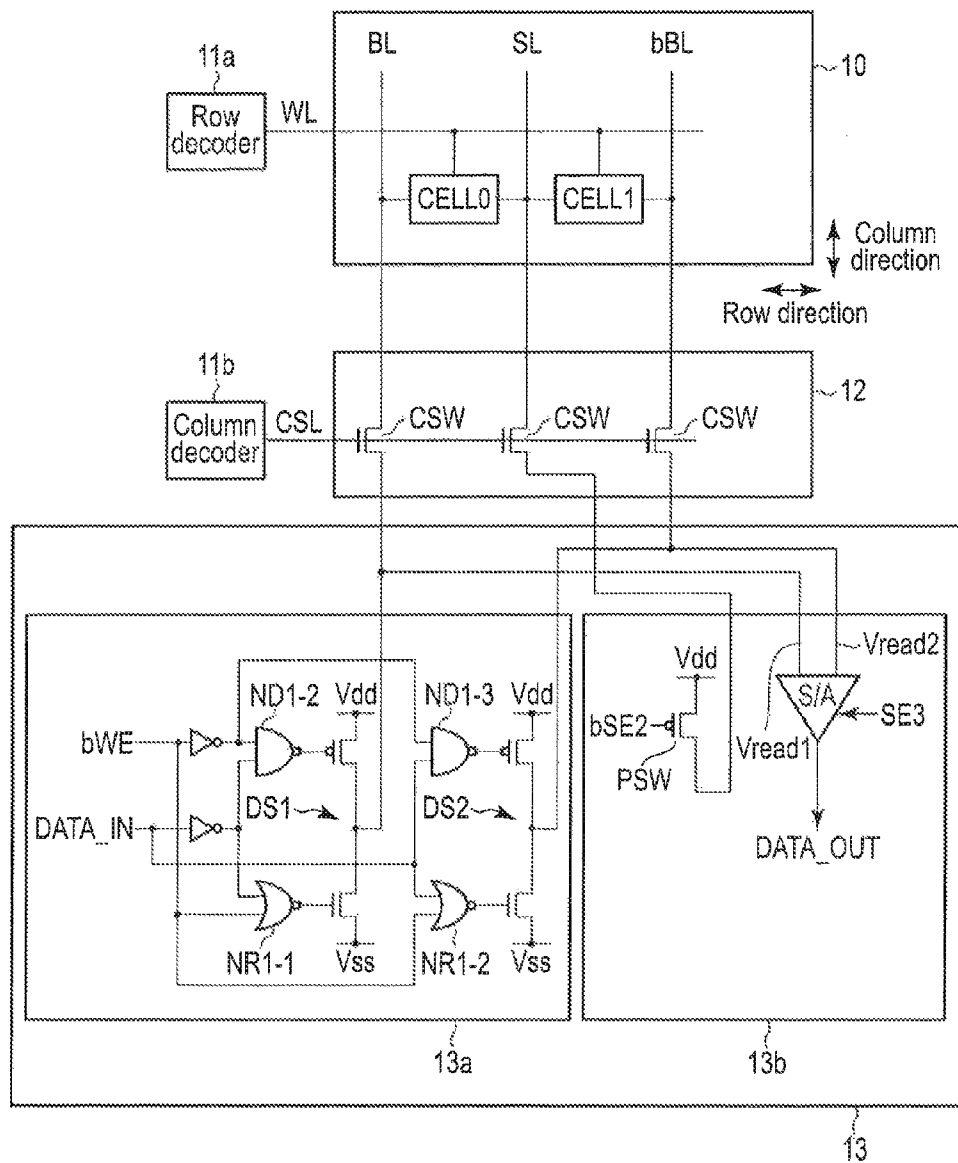 BL SL bBL
11a
10
Row
decoder
WL
CELL0 CELL1
Column
direction
Row direction
11b
12
Column
decoder
CSL
CSW CSW CSW
Vread2
ND1-2 Vdd ND1-3 Vdd
Vdd
S/A
bWE
bSE2
SE3
Vread1
PSW
DS1 DS2
DATA_IN
DATA_OUT
NR1-1 Vss NR1-2 Vss
13a
13b
13